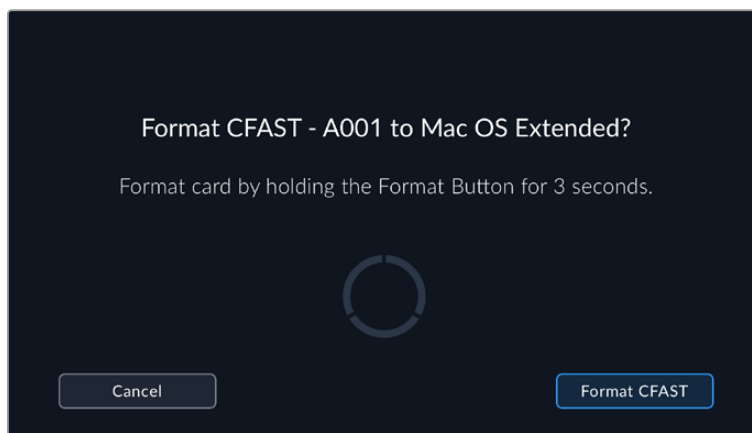 Format CFAST - A001 to Mac OS Extended?
Format card by holding the Format Button for 3 seconds.
Cancel
Format CFAST